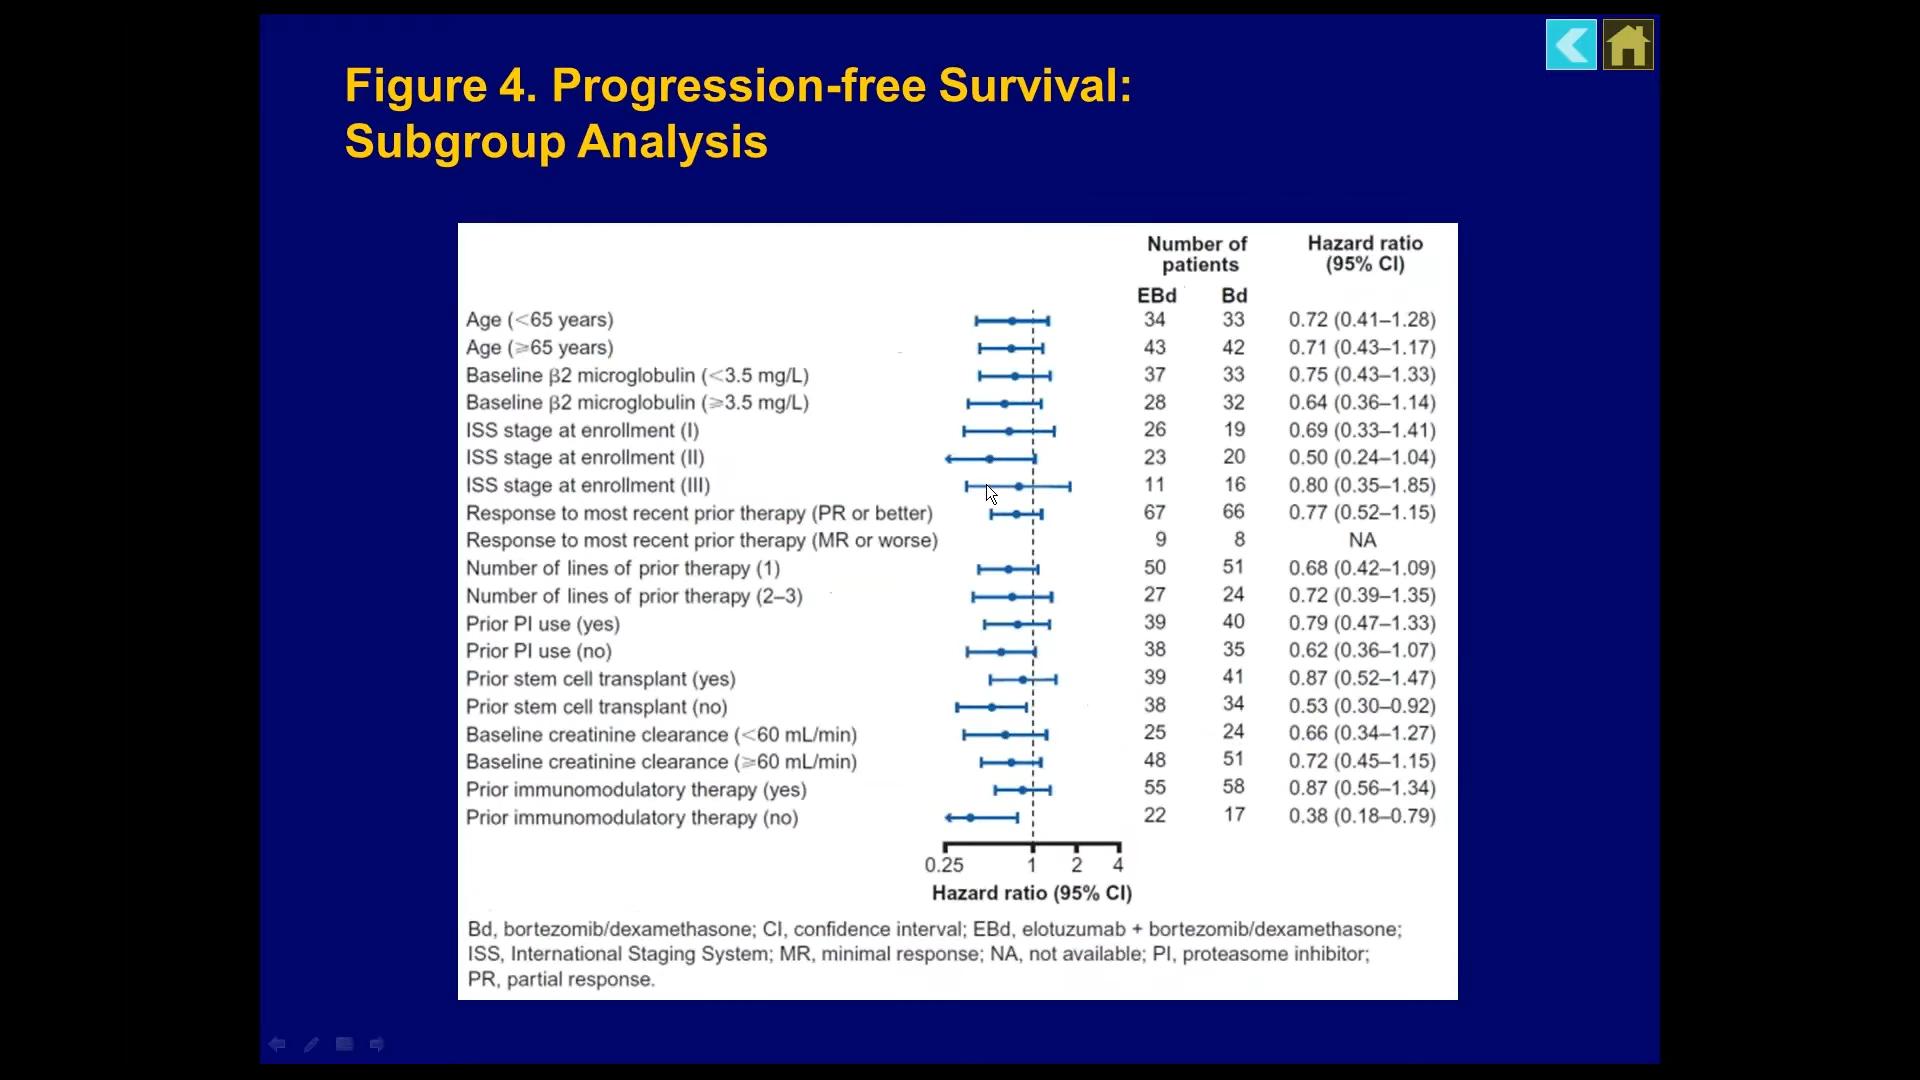 Figure 4. Progression-free Survival:
Subgroup Analysis
Number of patients
Hazard ratio (95% CI)
EBd Bd
Age (<65 years) 34 33 0.72 (0.41–1.28)
Age (⩾65 years) 43 42 0.71 (0.43–1.17)
Baseline β2 microglobulin (<3.5 mg/L) 37 33 0.75 (0.43–1.33)
Baseline β2 microglobulin (⩾3.5 mg/L) 28 32 0.64 (0.36–1.14)
ISS stage at enrollment (I) 26 19 0.69 (0.33–1.41)
ISS stage at enrollment (II) 23 20 0.50 (0.24–1.04)
ISS stage at enrollment (III) 11 16 0.80 (0.35–1.85)
Response to most recent prior therapy (PR or better) 67 66 0.77 (0.52–1.15)
Response to most recent prior therapy (MR or worse) 9 8 NA
Number of lines of prior therapy (1) 50 51 0.68 (0.42–1.09)
Number of lines of prior therapy (2–3) 27 24 0.72 (0.39–1.35)
Prior PI use (yes) 39 40 0.79 (0.47–1.33)
Prior PI use (no) 38 35 0.62 (0.36–1.07)
Prior stem cell transplant (yes) 39 41 0.87 (0.52–1.47)
Prior stem cell transplant (no) 38 34 0.53 (0.30–0.92)
Baseline creatinine clearance (<60 mL/min) 25 24 0.66 (0.34–1.27)
Baseline creatinine clearance (⩾60 mL/min) 48 51 0.72 (0.45–1.15)
Prior immunomodulatory therapy (yes) 55 58 0.87 (0.56–1.34)
Prior immunomodulatory therapy (no) 22 17 0.38 (0.18–0.79)
0.25 1 2 4
Hazard ratio (95% CI)
Bd, bortezomib/dexamethasone; CI, confidence interval; EBd, elotuzumab + bortezomib/dexamethasone;
ISS, International Staging System; MR, minimal response; NA, not available; PI, proteasome inhibitor;
PR, partial response.